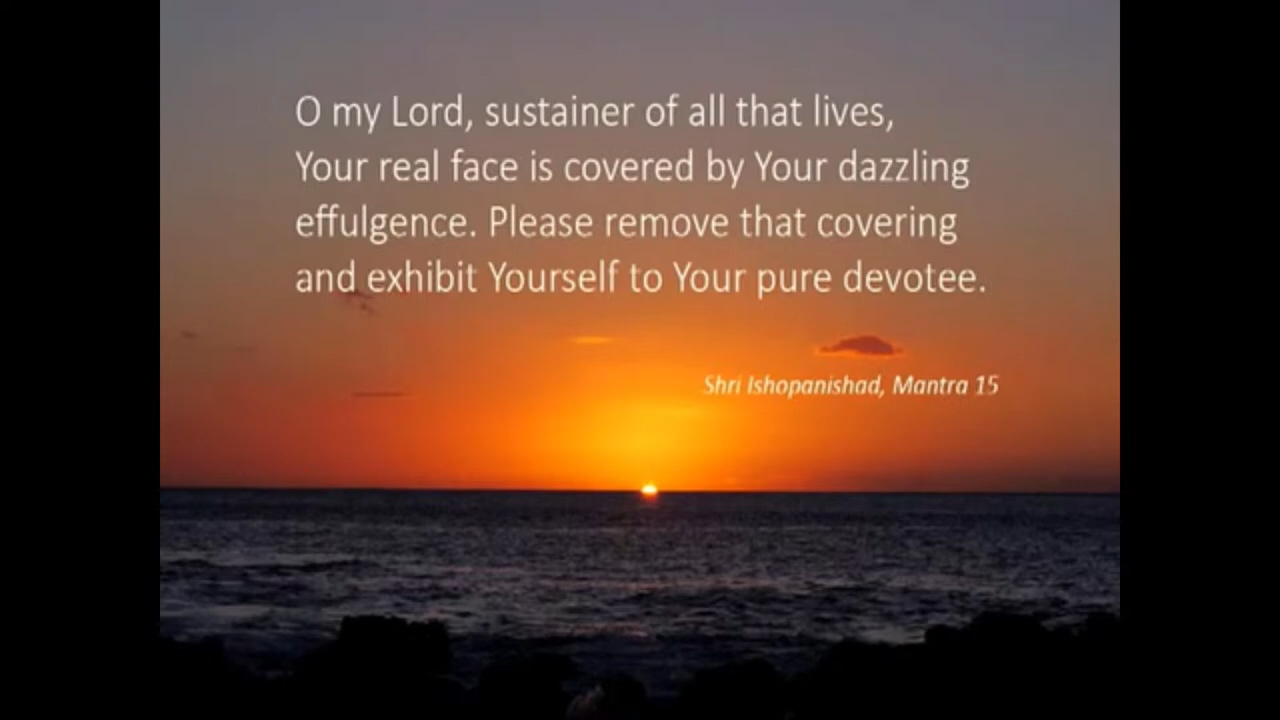 O my Lord, sustainer of all that lives,
Your real face is covered by Your dazzling
effulgence. Please remove that covering
and exhibit Yourself to Your pure devotee.
Shri Ishopanishad, Mantra 15